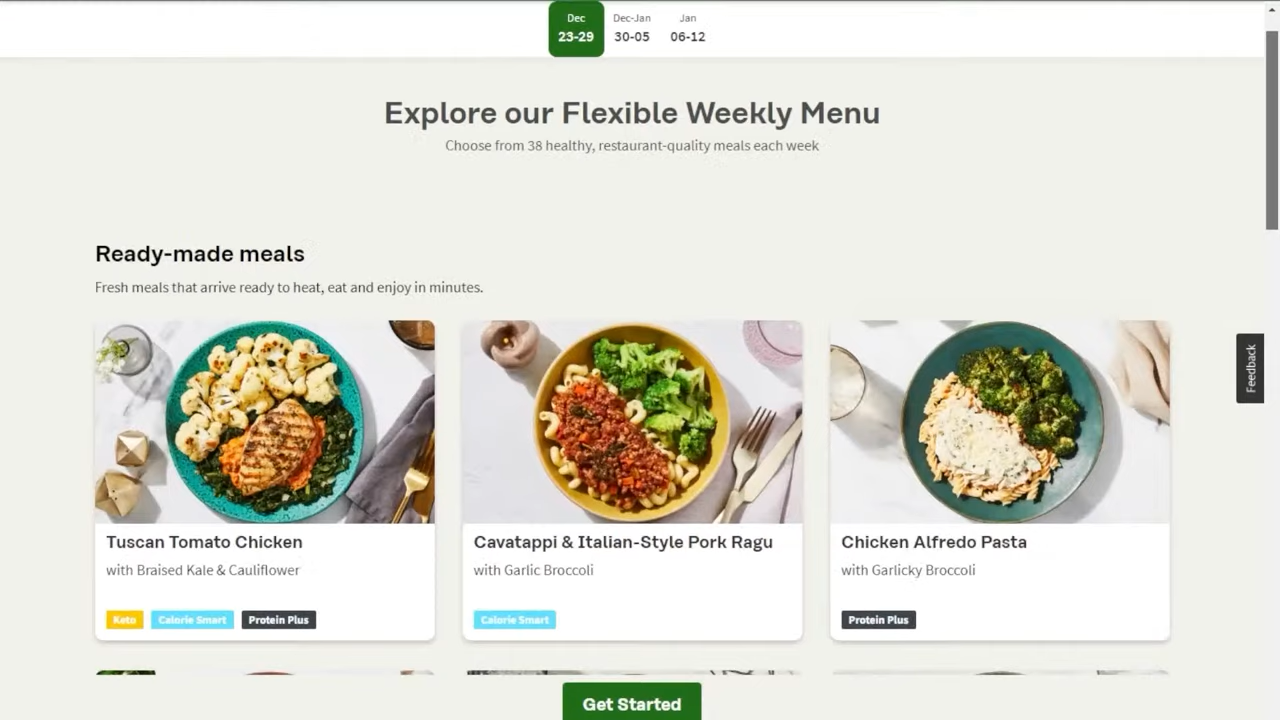 Dec
23-29
Dec-Jan
30-05
Jan
06-12
Explore our Flexible Weekly Menu
Choose from 38 healthy, restaurant-quality meals each week
Ready-made meals
Fresh meals that arrive ready to heat, eat and enjoy in minutes.
Tuscan Tomato Chicken
with Braised Kale & Cauliflower
Keto Calorie Smart Protein Plus
Cavatappi & Italian-Style Pork Ragu
with Garlic Broccoli
Calorie Smart
Chicken Alfredo Pasta
with Garlicky Broccoli
Protein Plus
Feedback
Get Started